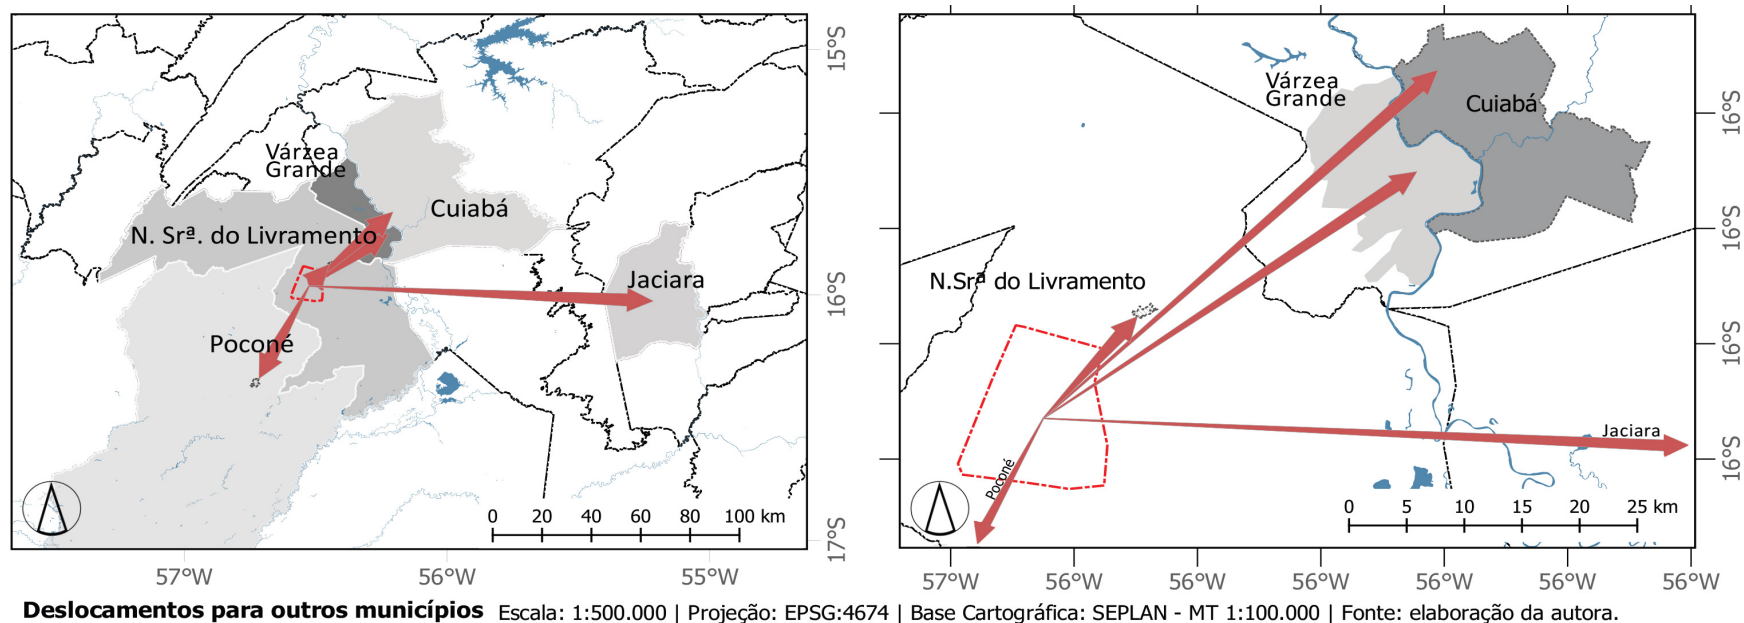 Várzea
Grande
Cuiabá
N. Srª. do Livramento
Jaciara
Poconé
0 20 40 60 80 100 km
15°S
16°S
17°S
57°W 56°W 55°W
Várzea
Grande
Cuiabá
N.Srª do Livramento
Jaciara
Poconé
0 5 10 15 20 25 km
16°S
16°S
16°S
16°S
57°W 56°W 56°W 56°W 56°W 56°W 56°W
Deslocamentos para outros municípios Escala: 1:500.000 | Projeção: EPSG:4674 | Base Cartográfica: SEPLAN - MT 1:100.000 | Fonte: elaboração da autora.